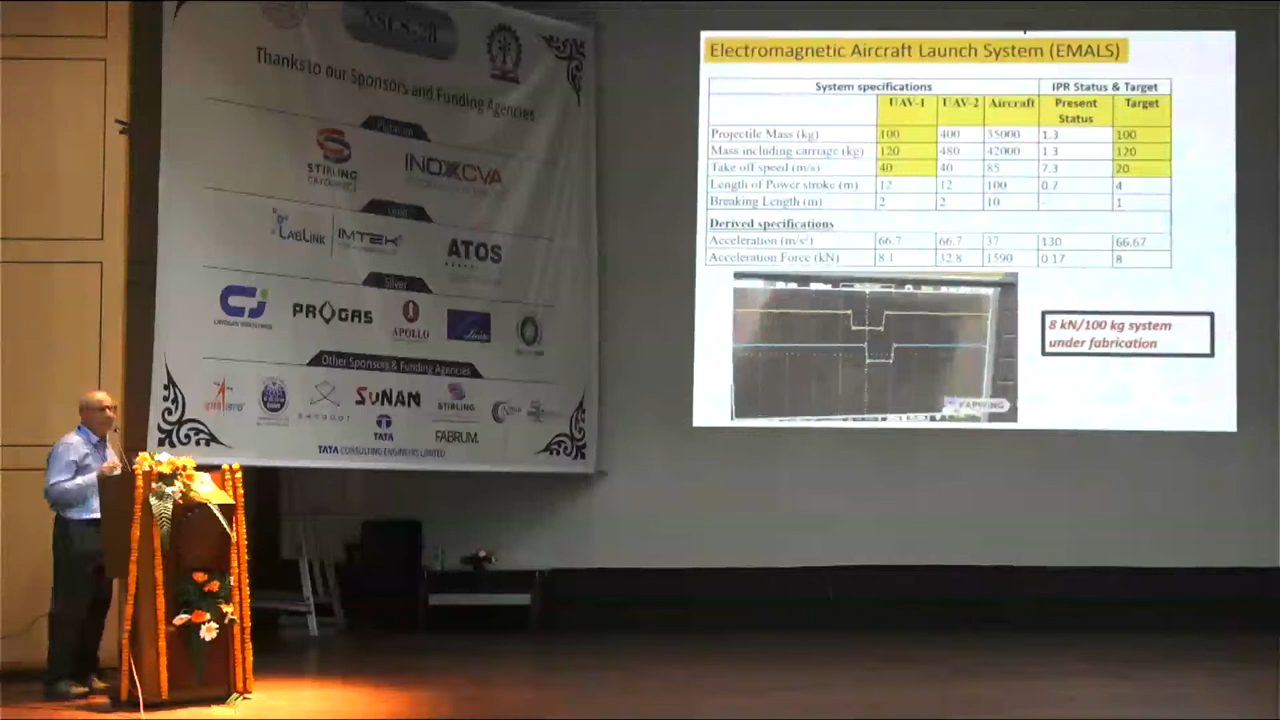 Thanks to our Sponsors and Funding Agencies
Platinum
STIRLING
CRYOGENICS
INOXCVA
Gold
LABLINK
IMTEK
ATOS
Silver
CRYOGAS INDUSTRIES
PROGAS
APOLLO
Other Sponsors & Funding Agencies
SUNAN
STIRLING
TATA
FABRUM
TATA CONSULTING ENGINEERS LIMITED
Electromagnetic Aircraft Launch System (EMALS)
System specifications IPR Status & Target
UAV-1 UAV-2 Aircraft Present Status Target
Projectile Mass (kg) 100 400 35000 1.3 100
Mass including carriage (kg) 120 480 42000 1.3 120
Take off speed (m/s) 40 40 85 7.3 20
Length of Power stroke (m) 12 12 100 0.2 4
Breaking Length (m) 2 2 10 - 1
Derived specifications
Acceleration (m/s²) 66.7 66.7 37 130 66.67
Acceleration Force (kN) 8.1 32.8 1590 0.17 8
8 kN/100 kg system
under fabrication
KAPWING